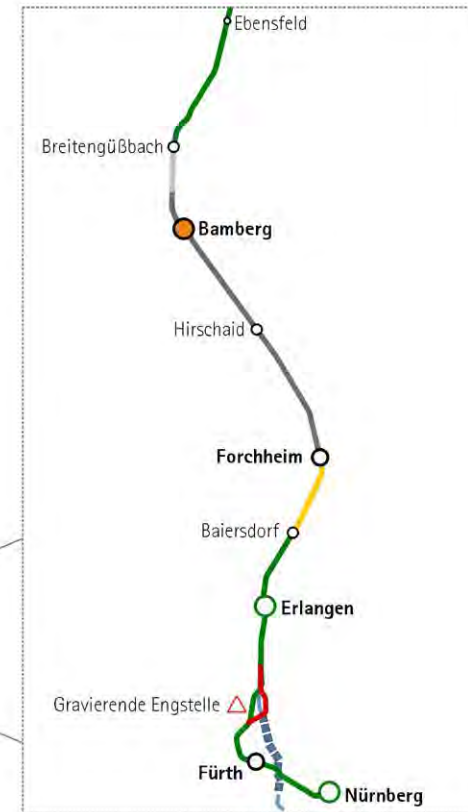 Ebensfeld
Breitengüßbach
Bamberg
Hirschaid
Forchheim
Baiersdorf
Erlangen
Gravierende Engstelle
Fürth
Nürnberg